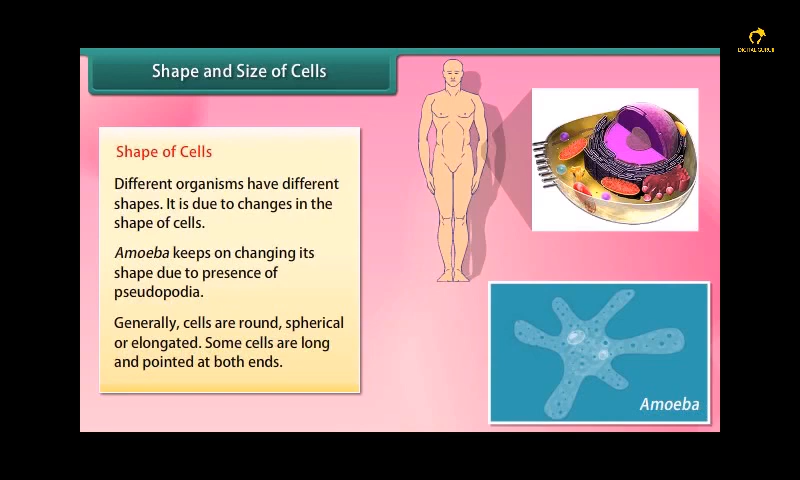 DIGITAL GURUJI
Shape and Size of Cells
Shape of Cells
Different organisms have different
shapes. It is due to changes in the
shape of cells.
Amoeba keeps on changing its
shape due to presence of
pseudopodia.
Generally, cells are round, spherical
or elongated. Some cells are long
and pointed at both ends.
Amoeba